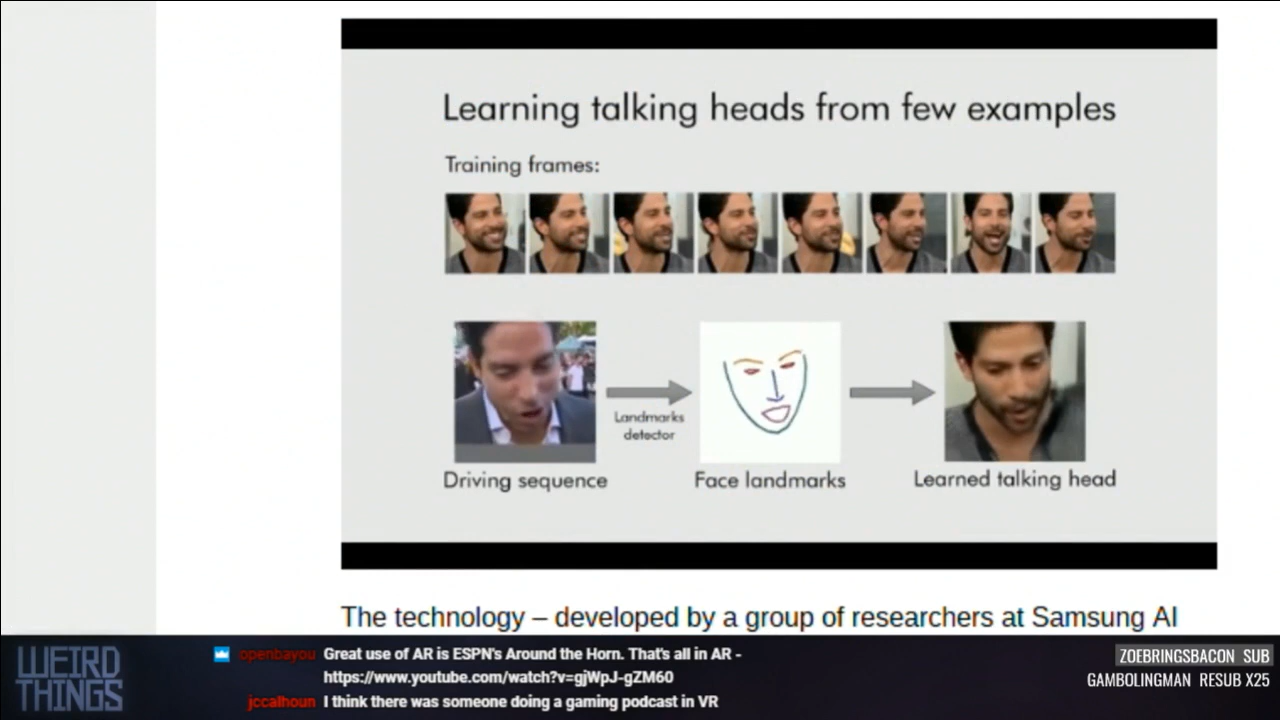 Learning talking heads from few examples
Training frames:
Landmarks
detector
Driving sequence
Face landmarks
Learned talking head
The technology – developed by a group of researchers at Samsung AI
WEIRD
THINGS
openbayou Great use of AR is ESPN's Around the Horn. That's all in AR -
https://www.youtube.com/watch?v=gjWpJ-gZM60
jccalhoun I think there was someone doing a gaming podcast in VR
ZOEBRINGSBACON SUB
GAMBOLINGMAN RESUB X25